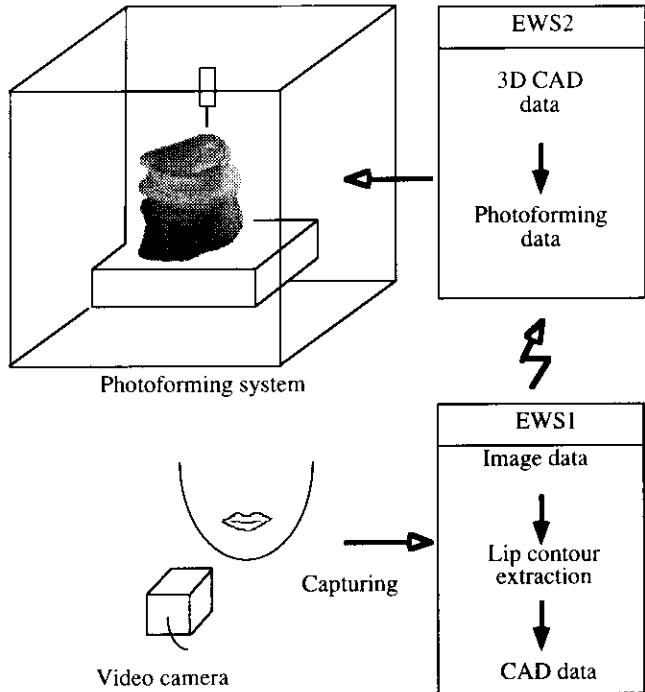 EWS2
3D CAD
data
Photoforming
data
Photoforming system
EWS1
Image data
Lip contour
extraction
CAD data
Capturing
Video camera